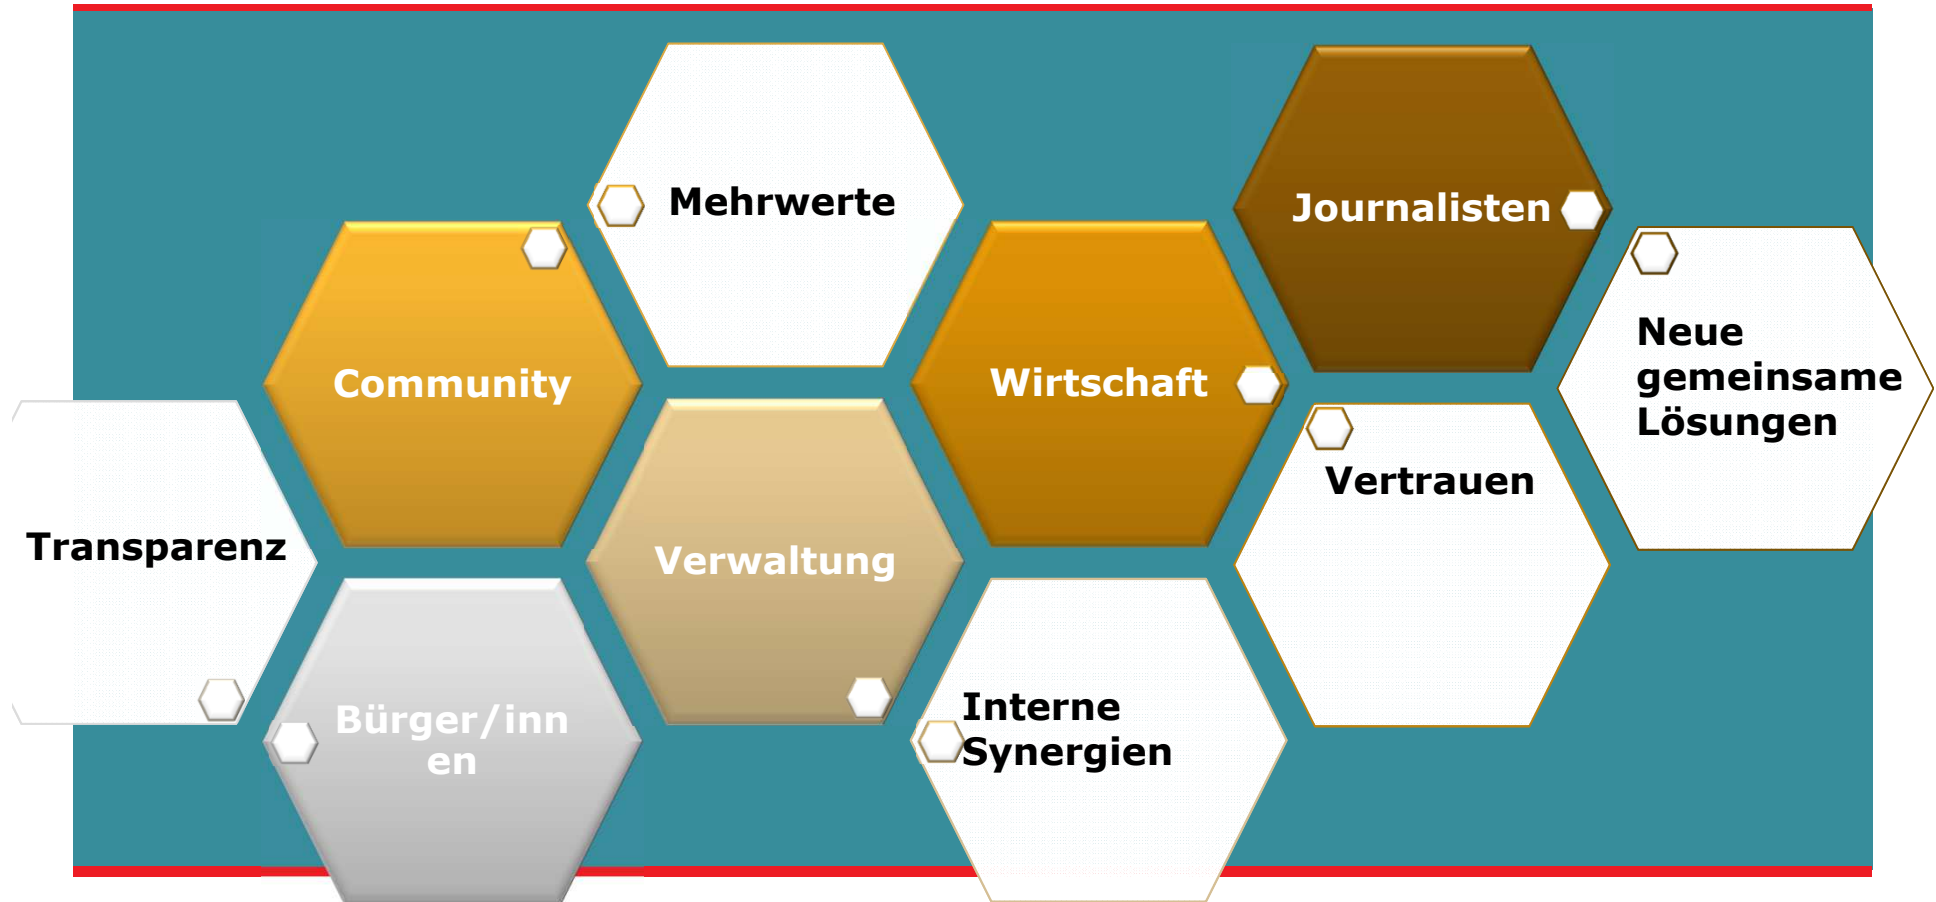 Mehrwerte
Journalisten
Community
Wirtschaft
Neue
gemeinsame
Lösungen
Transparenz
Verwaltung
Vertrauen
Bürger/inn
en
Interne
Synergien